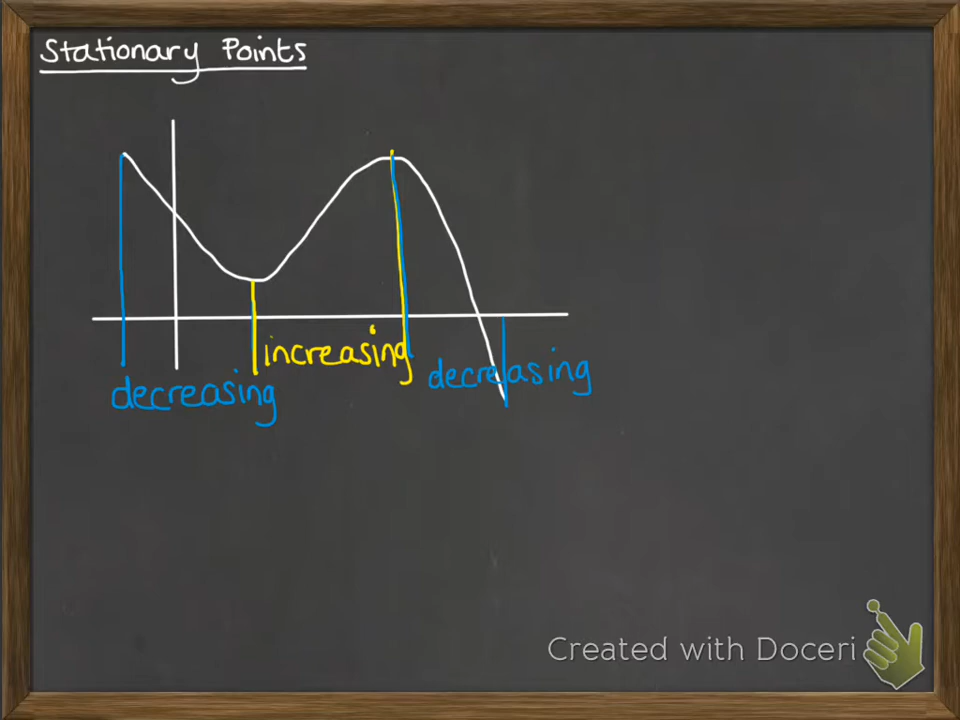 Stationary Points
increasing
decreasing
decreasing
Created with Doceri